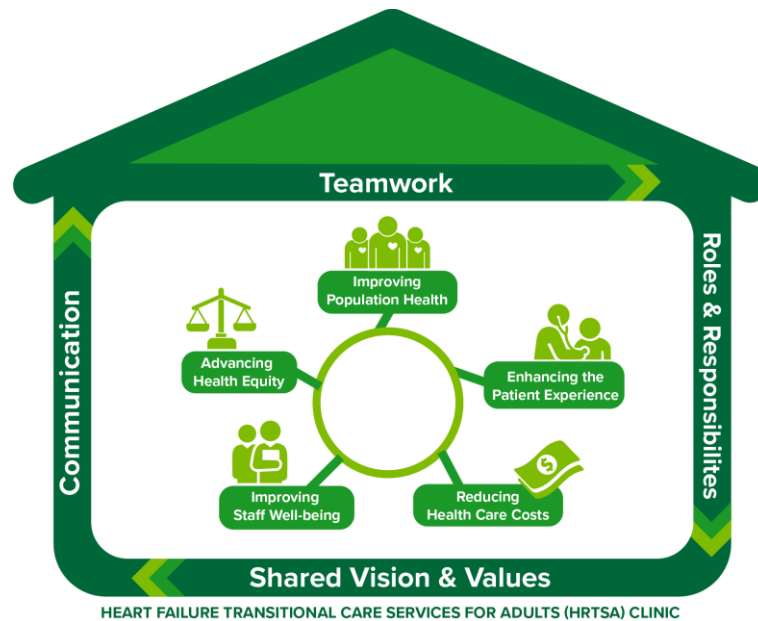 Teamwork
Improving
Population Health
Advancing
Health Equity
Enhancing the
Patient Experience
Improving
Staff Well-being
Reducing
Health Care Costs
$
Communication
Roles & Responsibilites
Shared Vision & Values
HEART FAILURE TRANSITIONAL CARE SERVICES FOR ADULTS (HRTSA) CLINIC